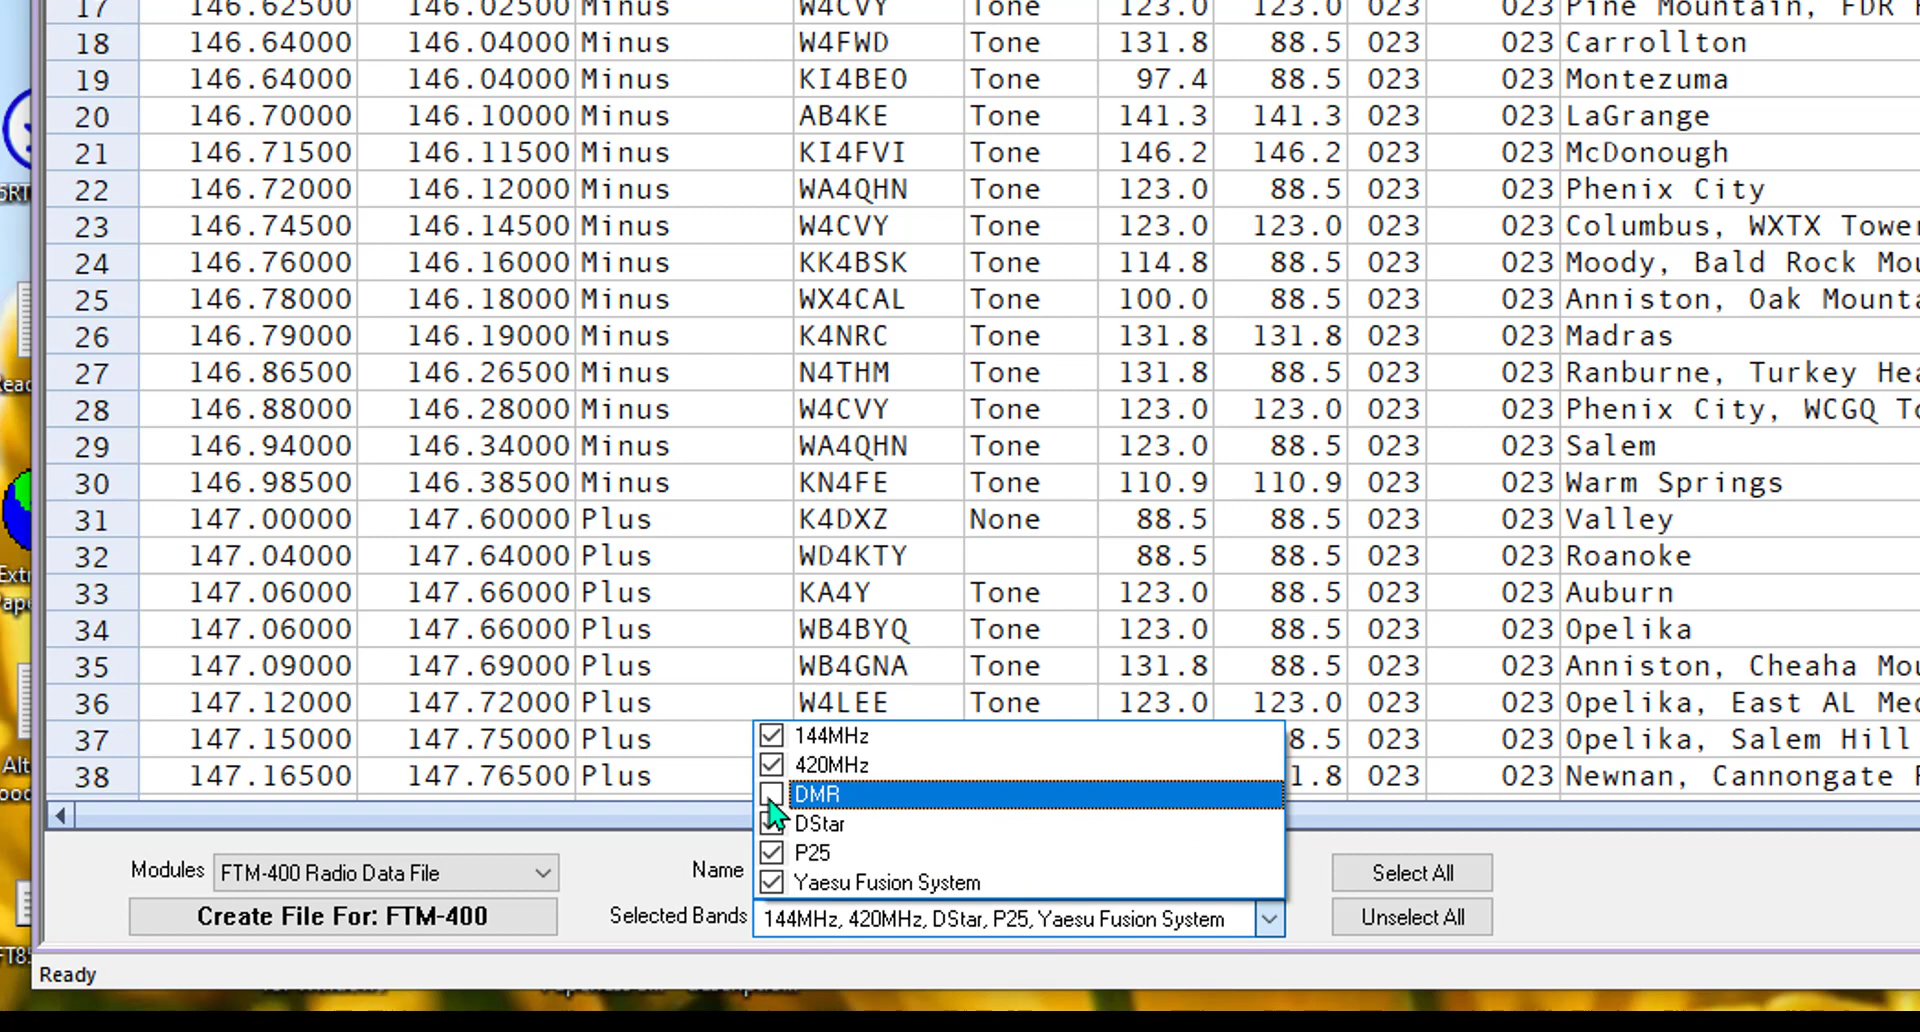 17 146.62500 146.02500 Minus W4CVY Tone 123.0 123.0 023 023 Pine Mountain, FDR
18 146.64000 146.04000 Minus W4FWD Tone 131.8 88.5 023 023 Carrollton
19 146.64000 146.04000 Minus KI4BEO Tone 97.4 88.5 023 023 Montezuma
20 146.70000 146.10000 Minus AB4KE Tone 141.3 141.3 023 023 LaGrange
21 146.71500 146.11500 Minus KI4FVI Tone 146.2 146.2 023 023 McDonough
22 146.72000 146.12000 Minus WA4QHN Tone 123.0 88.5 023 023 Phenix City
23 146.74500 146.14500 Minus W4CVY Tone 123.0 123.0 023 023 Columbus, WXTX Tower
24 146.76000 146.16000 Minus KK4BSK Tone 114.8 88.5 023 023 Moody, Bald Rock Mou
25 146.78000 146.18000 Minus WX4CAL Tone 100.0 88.5 023 023 Anniston, Oak Mounta
26 146.79000 146.19000 Minus K4NRC Tone 131.8 131.8 023 023 Madras
27 146.86500 146.26500 Minus N4THM Tone 131.8 88.5 023 023 Ranburne, Turkey Hea
28 146.88000 146.28000 Minus W4CVY Tone 123.0 123.0 023 023 Phenix City, WCGQ To
29 146.94000 146.34000 Minus WA4QHN Tone 123.0 88.5 023 023 Salem
30 146.98500 146.38500 Minus KN4FE Tone 110.9 110.9 023 023 Warm Springs
31 147.00000 147.60000 Plus K4DXZ None 88.5 88.5 023 023 Valley
32 147.04000 147.64000 Plus WD4KTY 88.5 88.5 023 023 Roanoke
33 147.06000 147.66000 Plus KA4Y Tone 123.0 88.5 023 023 Auburn
34 147.06000 147.66000 Plus WB4BYQ Tone 123.0 88.5 023 023 Opelika
35 147.09000 147.69000 Plus WB4GNA Tone 131.8 88.5 023 023 Anniston, Cheaha Mou
36 147.12000 147.72000 Plus W4LEE Tone 123.0 123.0 023 023 Opelika, East AL Med
37 147.15000 147.75000 Plus 8.5 023 023 Opelika, Salem Hill
38 147.16500 147.76500 Plus 1.8 023 023 Newnan, Cannongate
144MHz
420MHz
DMR
DStar
P25
Yaesu Fusion System
Modules FTM-400 Radio Data File Name Select All
Create File For: FTM-400 Selected Bands 144MHz, 420MHz, DStar, P25, Yaesu Fusion System Unselect All
Ready